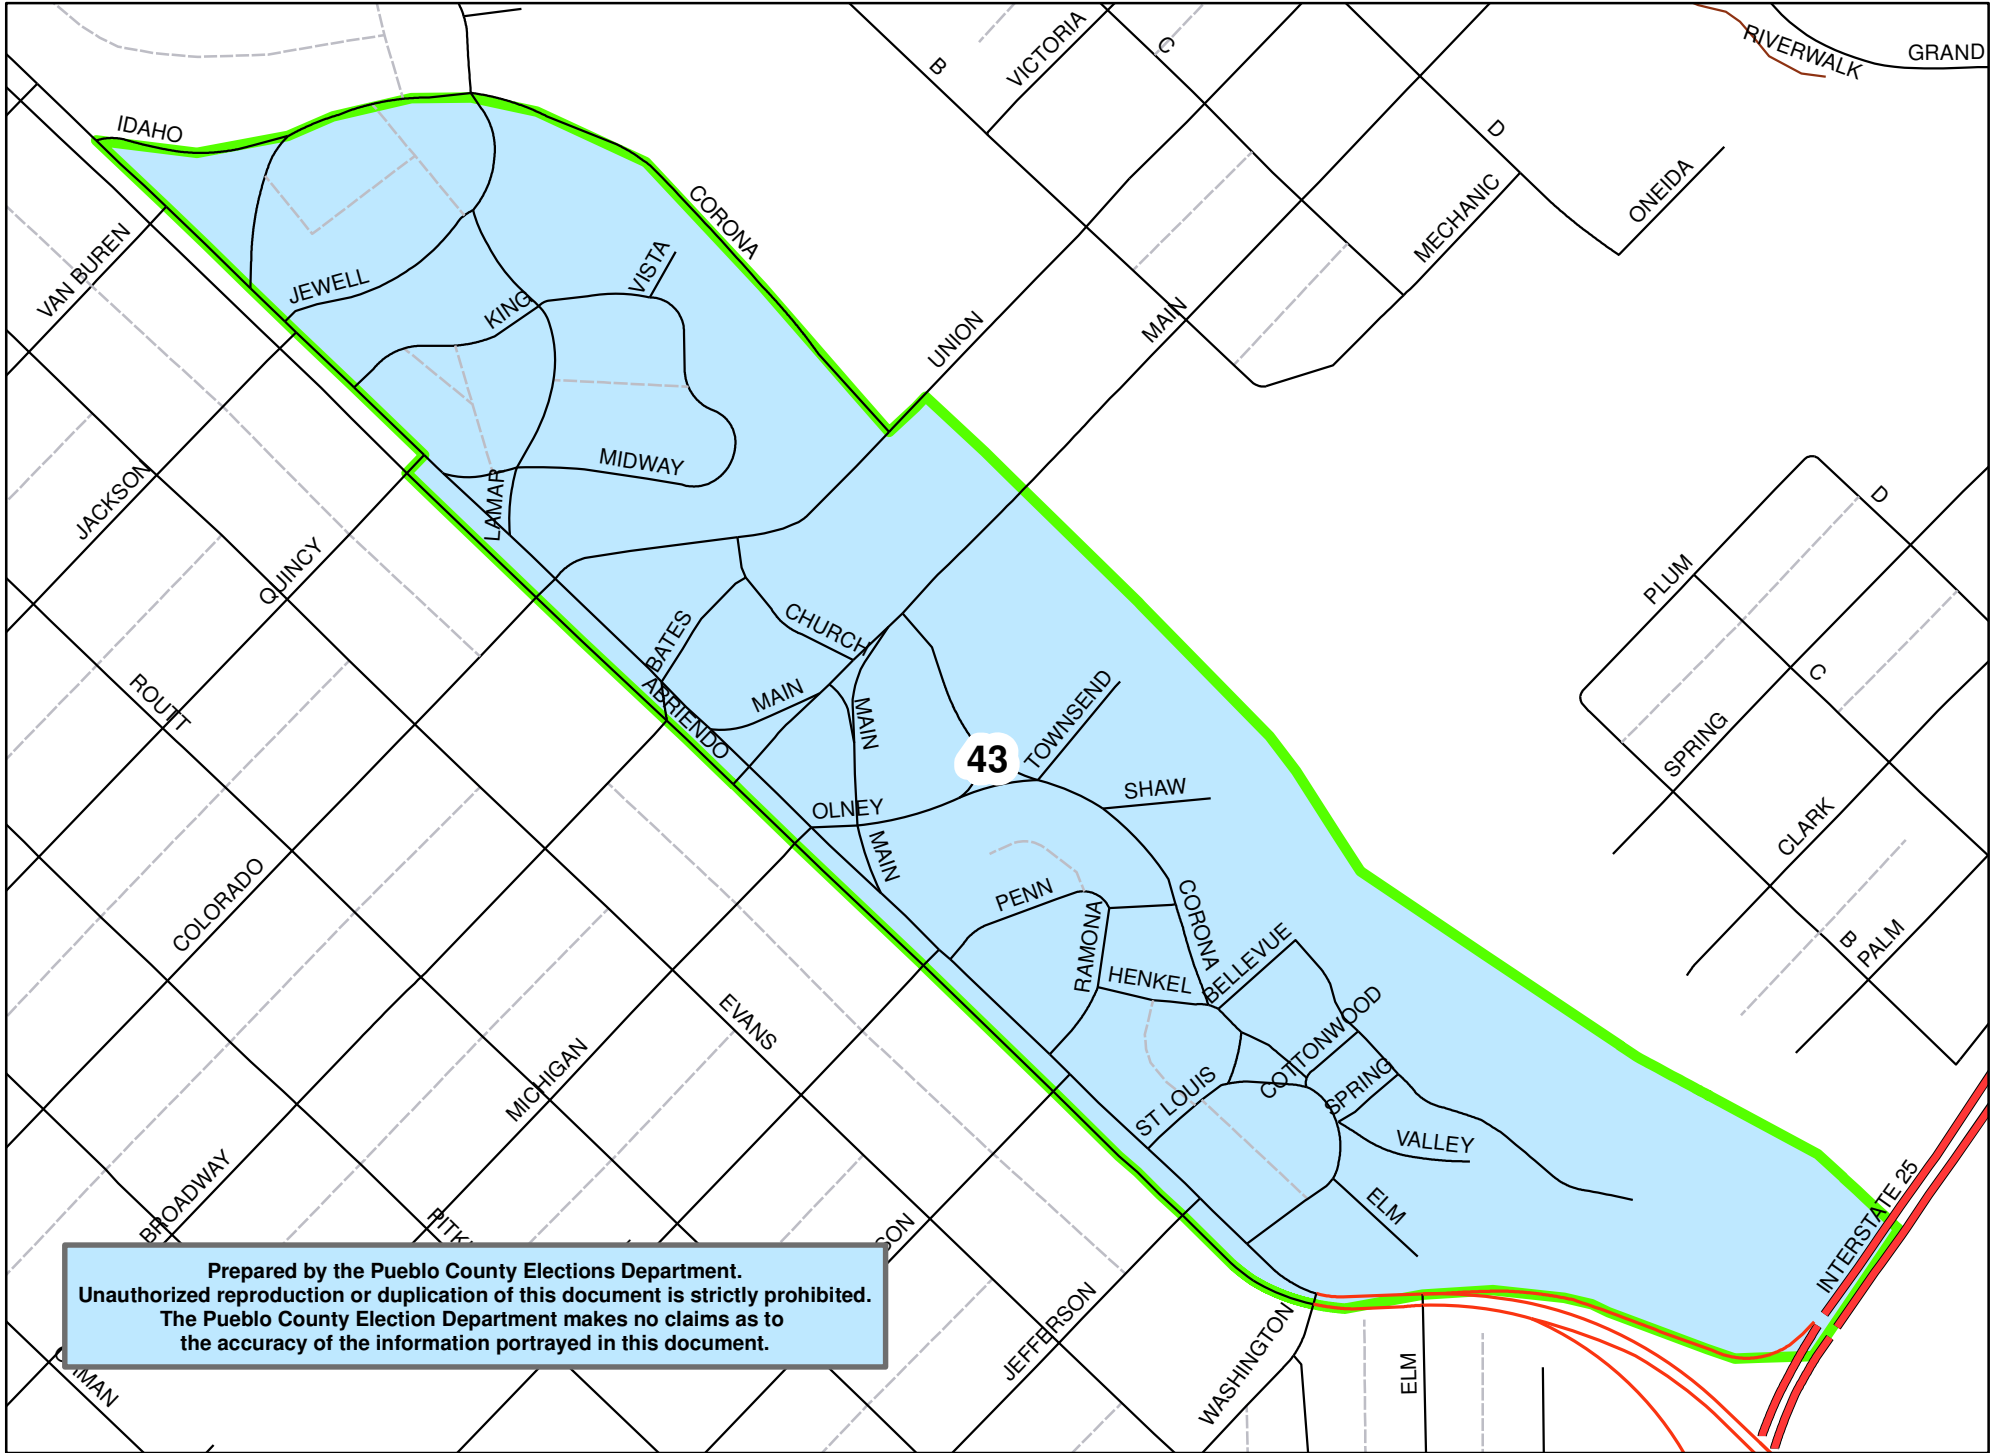 RIVERWALK
GRAND
B
VICTORIA
C
IDAHO
D
ONEIDA
MECHANIC
CORONA
VAN BUREN
JEWELL
KING
VISTA
UNION
MAIN
JACKSON
LAMAR
MIDWAY
QUINCY
D
PLUM
C
BATES
CHURCH
ROUTT
ABRIENDO
MAIN
MAIN
43
TOWNSEND
SPRING
SHAW
OLNEY
MAIN
CLARK
COLORADO
PENN
RAMONA
CORONA
B
PALM
HENKEL
BELLEVUE
EVANS
COTTONWOOD
MICHIGAN
ST LOUIS
SPRING
VALLEY
BROADWAY
ELM
INTERSTATE 25
Prepared by the Pueblo County Elections Department.
Unauthorized reproduction or duplication of this document is strictly prohibited.
The Pueblo County Election Department makes no claims as to
the accuracy of the information portrayed in this document.
JEFFERSON
WASHINGTON
ELM